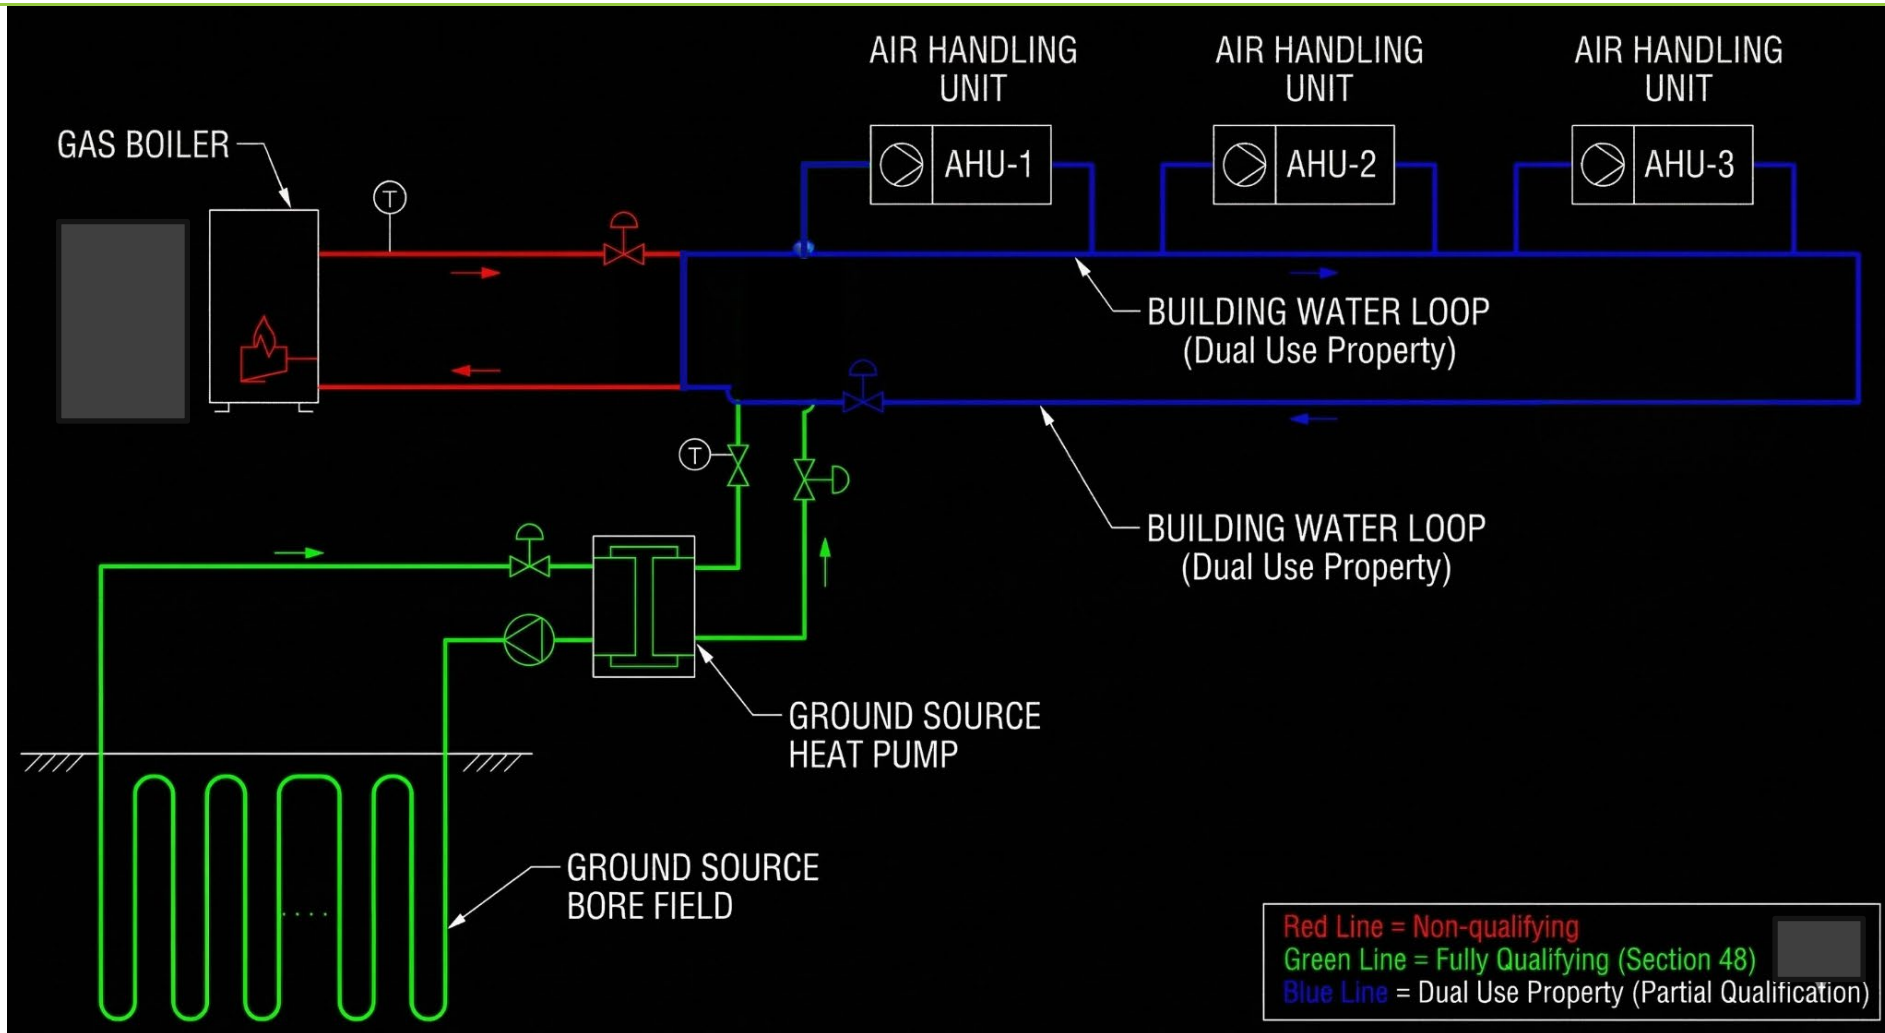 AIR HANDLING
UNIT
AIR HANDLING
UNIT
AIR HANDLING
UNIT
GAS BOILER
T
AHU-1
AHU-2
AHU-3
BUILDING WATER LOOP
(Dual Use Property)
T
BUILDING WATER LOOP
(Dual Use Property)
GROUND SOURCE
HEAT PUMP
GROUND SOURCE
BORE FIELD
Red Line = Non-qualifying
Green Line = Fully Qualifying (Section 48)
Blue Line = Dual Use Property (Partial Qualification)